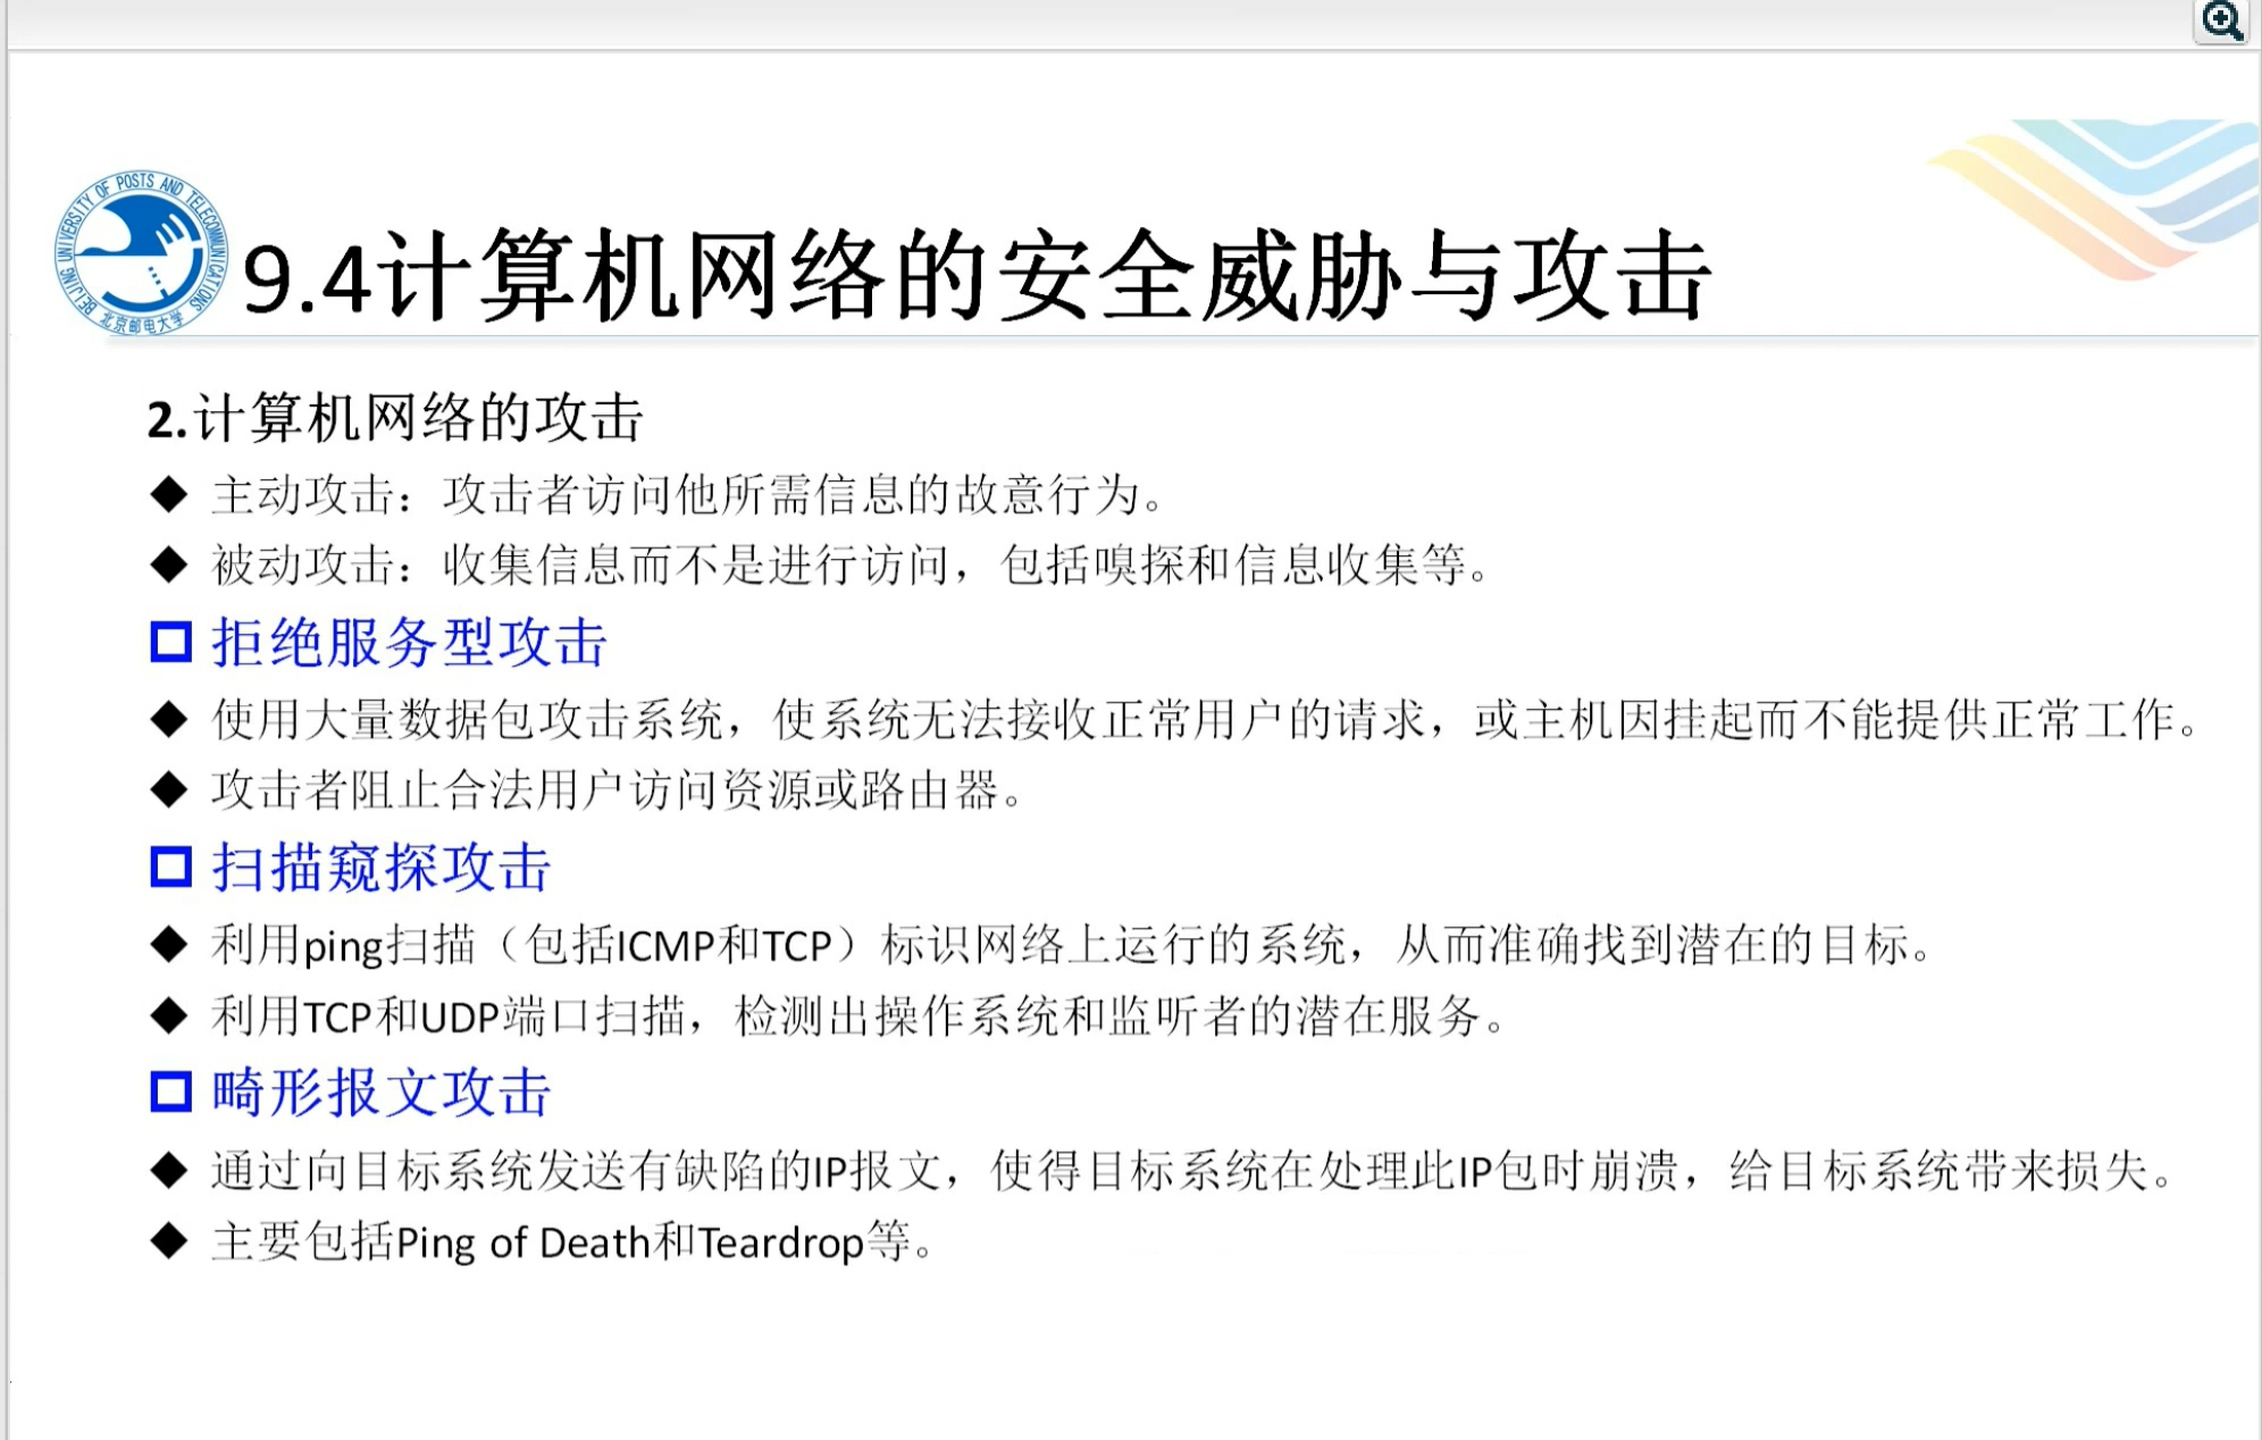 BEIJING UNIVERSITY OF POSTS AND TELECOMMUNICATIONS
北京邮电大学
9.4计算机网络的安全威胁与攻击
2.计算机网络的攻击
◆ 主动攻击：攻击者访问他所需信息的故意行为。
◆ 被动攻击：收集信息而不是进行访问，包括嗅探和信息收集等。
□ 拒绝服务型攻击
◆ 使用大量数据包攻击系统，使系统无法接收正常用户的请求，或主机因挂起而不能提供正常工作。
◆ 攻击者阻止合法用户访问资源或路由器。
□ 扫描窥探攻击
◆ 利用ping扫描（包括ICMP和TCP）标识网络上运行的系统，从而准确找到潜在的目标。
◆ 利用TCP和UDP端口扫描，检测出操作系统和监听者的潜在服务。
□ 畸形报文攻击
◆ 通过向目标系统发送有缺陷的IP报文，使得目标系统在处理此IP包时崩溃，给目标系统带来损失。
◆ 主要包括Ping of Death和Teardrop等。